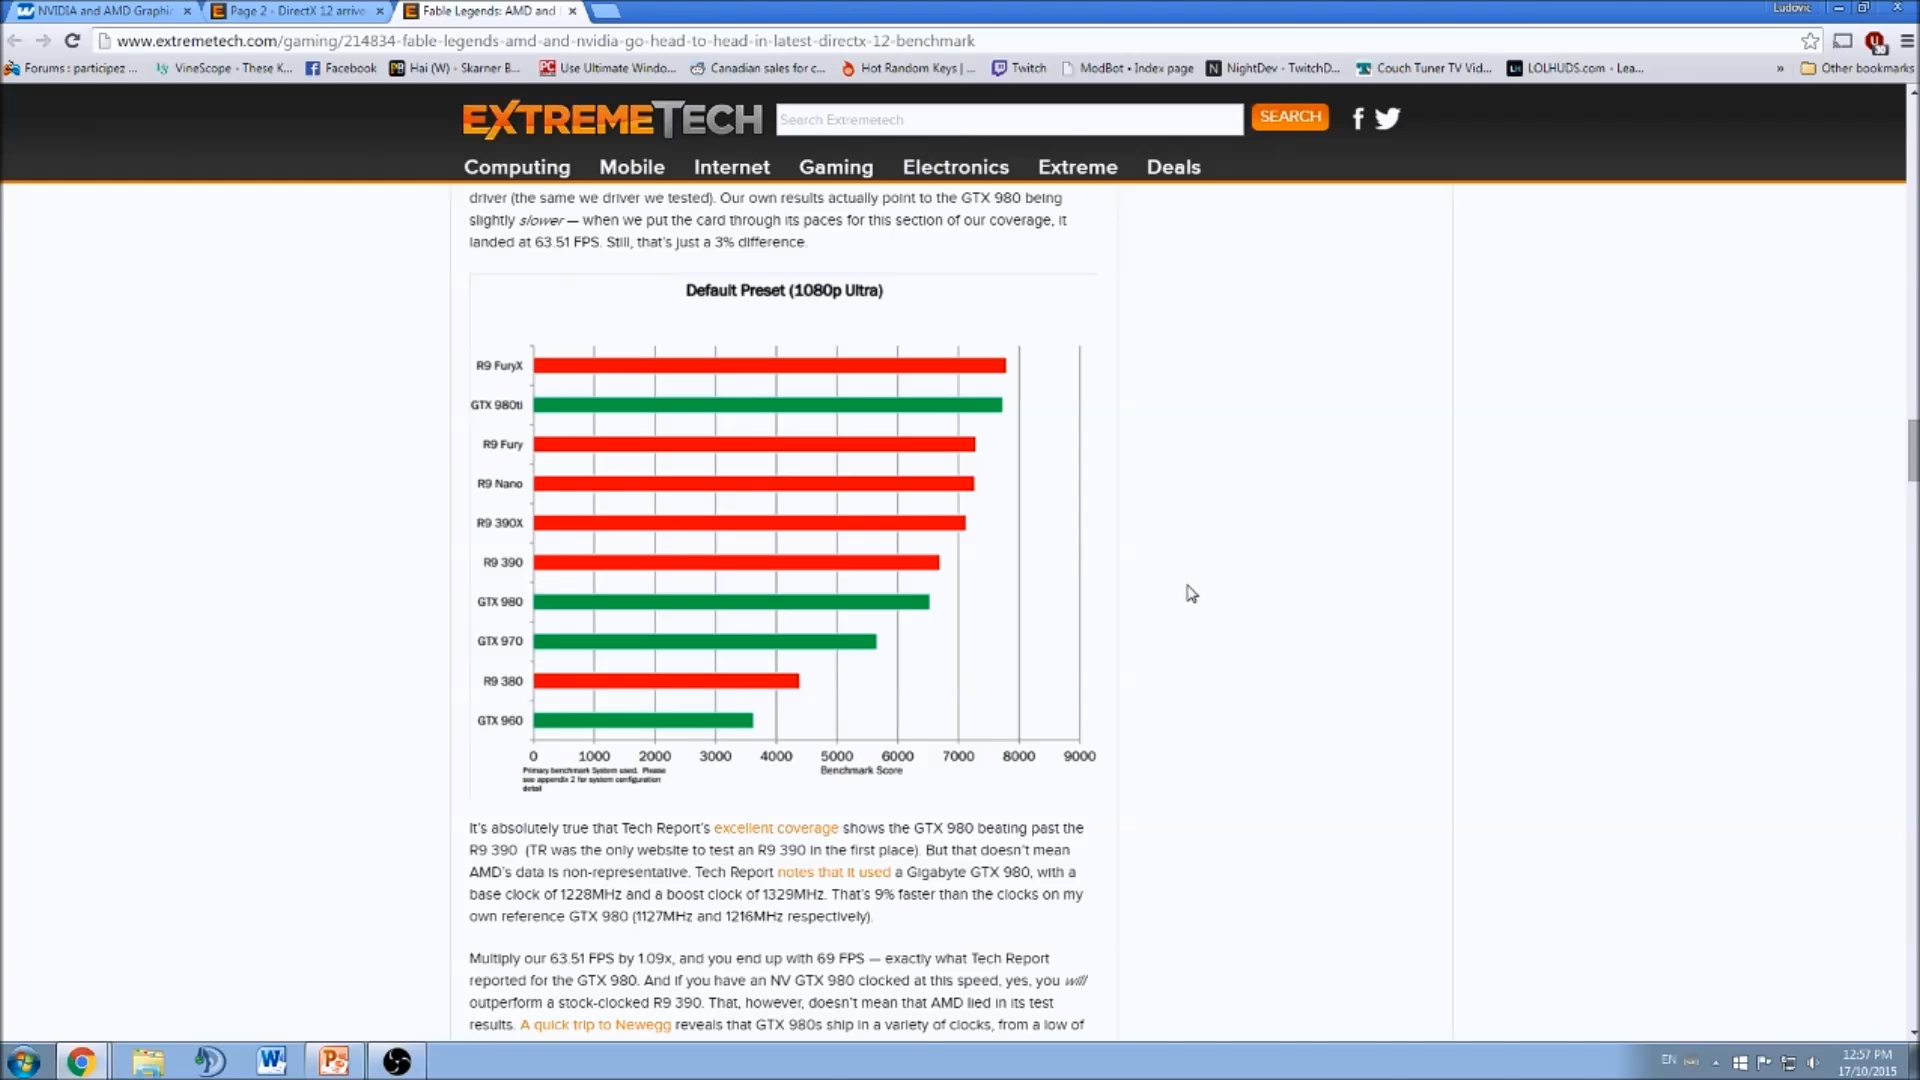 NVIDIA and AMD Graphi
Page 2 - DirectX 12 arrive
Fable Legends: AMD and
Ludovic
www.extremetech.com/gaming/214834-fable-legends-amd-and-nvidia-go-head-to-head-in-latest-directx-12-benchmark
Forums : participez ...
VineScope - These K...
Facebook
Hai (W) - Skarner B...
Use Ultimate Windo...
Canadian sales for c...
Hot Random Keys | ...
Twitch
ModBot • Index page
NightDev - TwitchD...
Couch Tuner TV Vid...
LOLHUDS.com - Lea...
»
Other bookmarks
EXTREMETECH
Search Extremetech
SEARCH
Computing
Mobile
Internet
Gaming
Electronics
Extreme
Deals
driver (the same we driver we tested). Our own results actually point to the GTX 980 being
slightly slower — when we put the card through its paces for this section of our coverage, it
landed at 63.51 FPS. Still, that's just a 3% difference.
Default Preset (1080p Ultra)
R9 FuryX
GTX 980ti
R9 Fury
R9 Nano
R9 390X
R9 390
GTX 980
GTX 970
R9 380
GTX 960
0 1000 2000 3000 4000 5000 6000 7000 8000 9000
Benchmark Score
Primary benchmark System used. Please
see appendix 2 for system configuration
detail
It's absolutely true that Tech Report's excellent coverage shows the GTX 980 beating past the
R9 390 (TR was the only website to test an R9 390 in the first place). But that doesn't mean
AMD's data is non-representative. Tech Report notes that it used a Gigabyte GTX 980, with a
base clock of 1228MHz and a boost clock of 1329MHz. That's 9% faster than the clocks on my
own reference GTX 980 (1127MHz and 1216MHz respectively).
Multiply our 63.51 FPS by 1.09x, and you end up with 69 FPS — exactly what Tech Report
reported for the GTX 980. And if you have an NV GTX 980 clocked at this speed, yes, you will
outperform a stock-clocked R9 390. That, however, doesn't mean that AMD lied in its test
results. A quick trip to Newegg reveals that GTX 980s ship in a variety of clocks, from a low of
EN
12:57 PM
17/10/2015